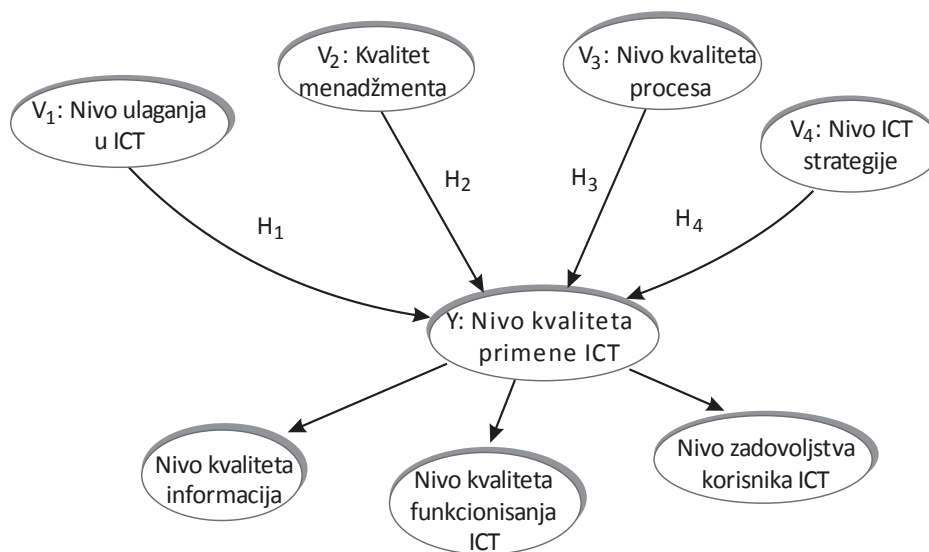 V1: Nivo ulaganja
u ICT
V2: Kvalitet
menadžmenta
V3: Nivo kvaliteta
procesa
V4: Nivo ICT
strategije
H1
H2
H3
H4
Y: Nivo kvaliteta
primene ICT
Nivo kvaliteta
informacija
Nivo kvaliteta
funkcionisanja
ICT
Nivo zadovoljstva
korisnika ICT